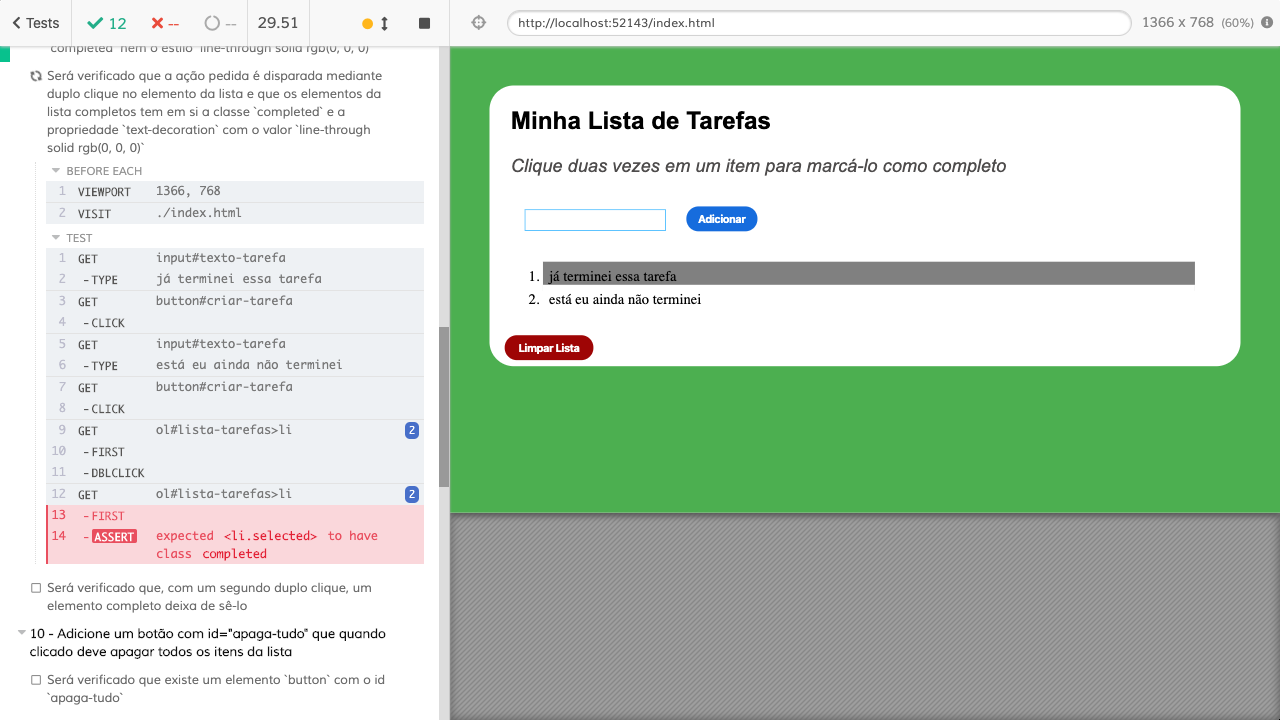 Tests
12
--
--
29.51
completed` nem o estilo `line-through solid rgb(0, 0, 0)`
Será verificado que a ação pedida é disparada mediante
duplo clique no elemento da lista e que os elementos da
lista completos tem em si a classe `completed` e a
propriedade `text-decoration` com o valor `line-through
solid rgb(0, 0, 0)`
BEFORE EACH
1 VIEWPORT 1366, 768
2 VISIT ./index.html
TEST
1 GET input#texto-tarefa
2 -TYPE já terminei essa tarefa
3 GET button#criar-tarefa
4 -CLICK
5 GET input#texto-tarefa
6 -TYPE está eu ainda não terminei
7 GET button#criar-tarefa
8 -CLICK
9 GET ol#lista-tarefas>li 2
10 -FIRST
11 -DBLCLICK
12 GET ol#lista-tarefas>li 2
13 -FIRST
14 -ASSERT expected <li.selected> to have
class completed
Será verificado que, com um segundo duplo clique, um
elemento completo deixa de sê-lo
10 - Adicione um botão com id="apaga-tudo" que quando
clicado deve apagar todos os itens da lista
Será verificado que existe um elemento `button` com o id
`apaga-tudo`
http://localhost:52143/index.html
1366 x 768 (60%)
Minha Lista de Tarefas
Clique duas vezes em um item para marcá-lo como completo
Adicionar
1. já terminei essa tarefa
2. está eu ainda não terminei
Limpar Lista